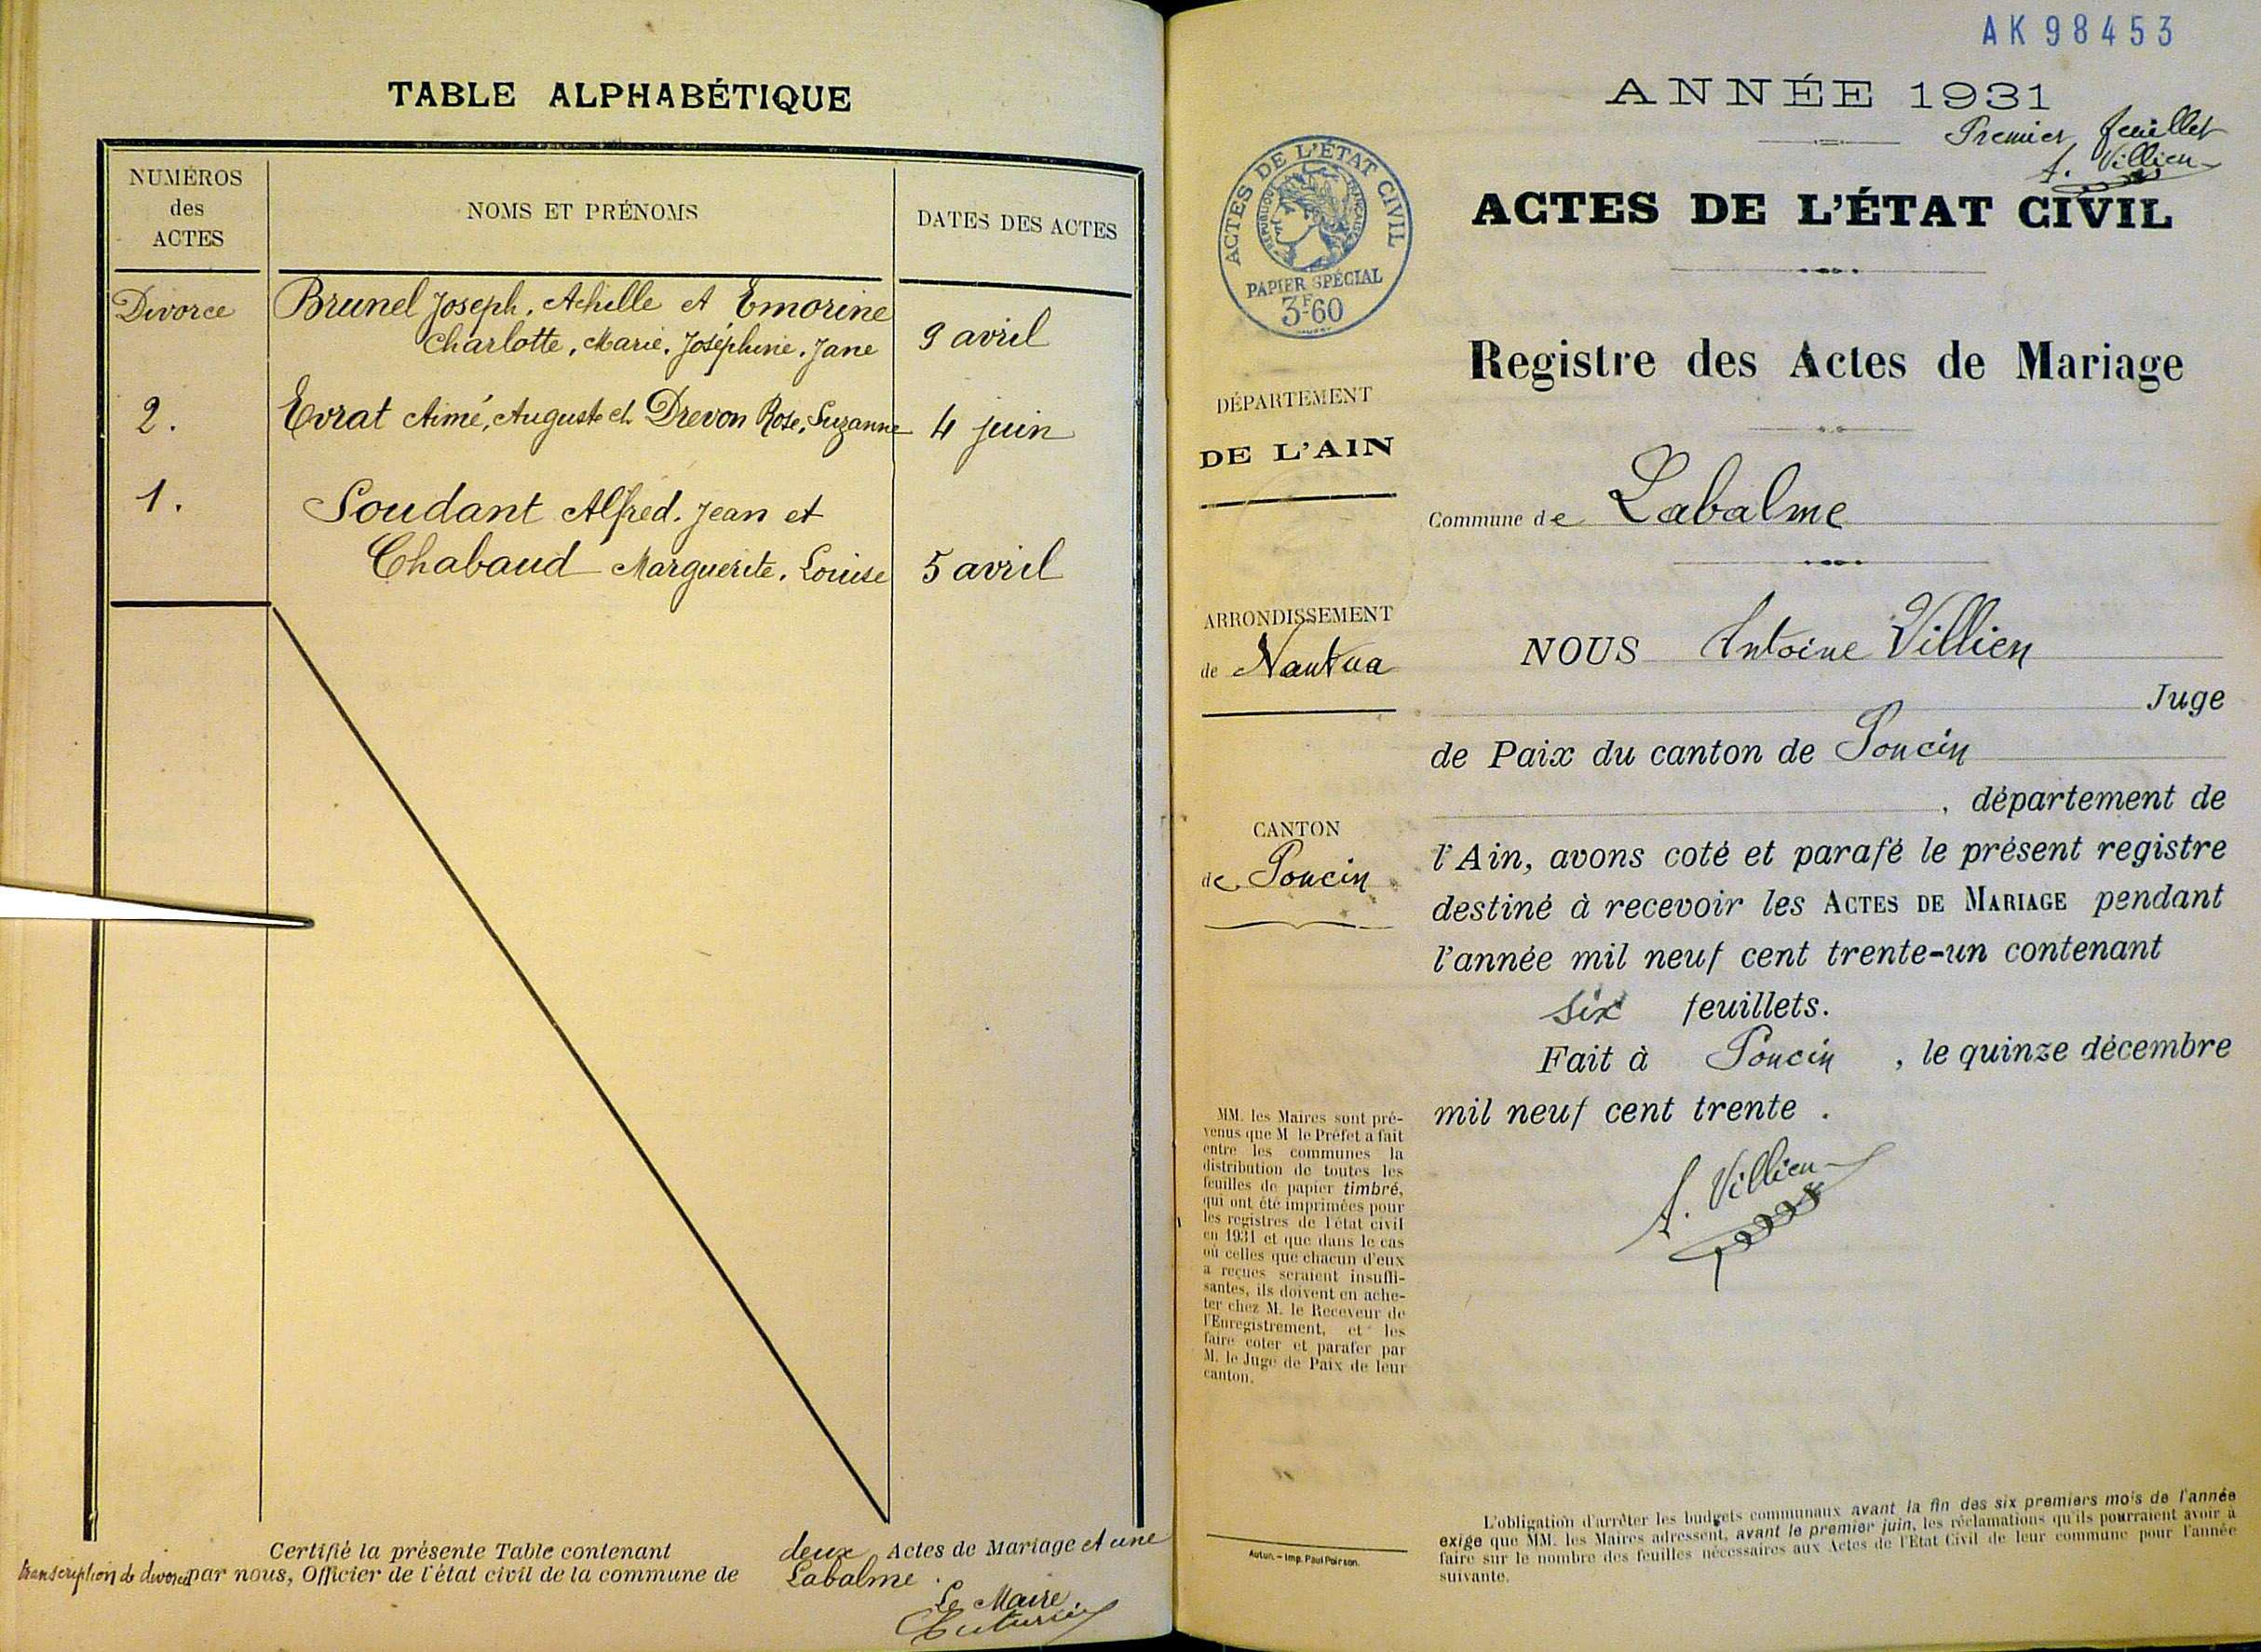 TABLE ALPHABÉTIQUE
NUMÉROS
des
ACTES
NOMS ET PRÉNOMS
DATES DES ACTES
Divorce
Brunel Joseph, Achille et Emorine
Charlotte, Marie, Joséphine, Jane
9 avril
2.
Evrat Aimé, Auguste et Drevon Rose, Suzanne
4 juin
1.
Soudant Alfred, Jean et
Chabaud Marguerite, Louise
5 avril
Certifié la présente Table contenant deux Actes de Mariage et une
transcription de divorce par nous, Officier de l'état civil de la commune de Labalme.
Le Maire
AK98453
ANNÉE 1931
Premier feuillet
A. Villien
ACTES DE L'ÉTAT CIVIL
RÉPUBLIQUE FRANÇAISE
PAPIER SPÉCIAL
3F60
ACTES DE L'ÉTAT CIVIL
Registre des Actes de Mariage
DÉPARTEMENT
DE L'AIN
Commune de Labalme
ARRONDISSEMENT
de Nantua
CANTON
de Poncin
NOUS Antoine Villien
Juge
de Paix du canton de Poncin
, département de
l'Ain, avons coté et parafé le présent registre
destiné à recevoir les ACTES DE MARIAGE pendant
l'année mil neuf cent trente-un contenant
six feuillets.
Fait à Poncin , le quinze décembre
mil neuf cent trente .
A. Villien
MM. les Maires sont pré-
venus que M le Préfet a fait
entre les communes la
distribution de toutes les
feuilles de papier timbré,
qui ont été imprimées pour
les registres de l'état civil
en 1931 et que dans le cas
où celles que chacun d'eux
a reçues seraient insuffi-
santes, ils doivent en ache-
ter chez M. le Receveur de
l'Enregistrement, et les
faire coter et parafer par
M. le Juge de Paix de leur
canton.
Autun. – Imp. Paul Poirson.
L'obligation d'arrêter les budgets communaux avant la fin des six premiers mois de l'année
exige que MM. les Maires adressent, avant le premier juin, les réclamations qu'ils pourraient avoir à
faire sur le nombre des feuilles nécessaires aux Actes de l'Etat Civil de leur commune pour l'année
suivante.